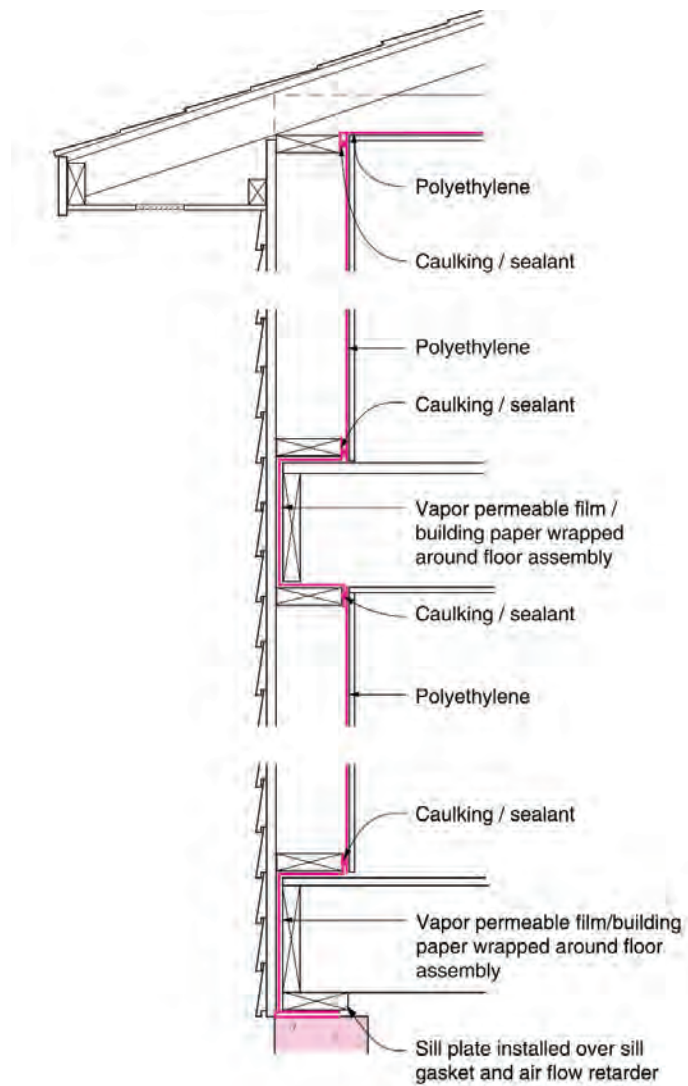 Polyethylene
Caulking / sealant
Polyethylene
Caulking / sealant
Vapor permeable film /
building paper wrapped
around floor assembly
Caulking / sealant
Polyethylene
Caulking / sealant
Vapor permeable film/building
paper wrapped around floor
assembly
Sill plate installed over sill
gasket and air flow retarder